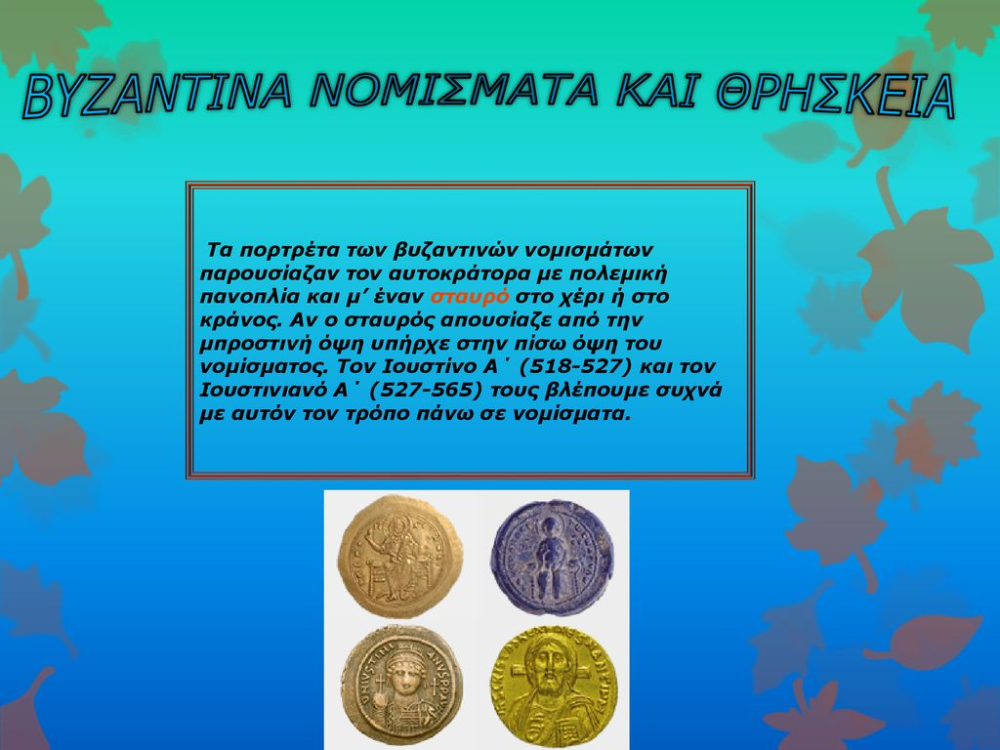 ΒΥΖΑΝΤΙΝΑ ΝΟΜΙΣΜΑΤΑ ΚΑΙ ΘΡΗΣΚΕΙΑ
Τα πορτρέτα των βυζαντινών νομισμάτων
παρουσίαζαν τον αυτοκράτορα με πολεμική
πανοπλία και μ’ έναν σταυρό στο χέρι ή στο
κράνος. Αν ο σταυρός απουσίαζε από την
μπροστινή όψη υπήρχε στην πίσω όψη του
νομίσματος. Τον Ιουστίνο Α΄ (518-527) και τον
Ιουστινιανό Α΄ (527-565) τους βλέπουμε συχνά
με αυτόν τον τρόπο πάνω σε νομίσματα.